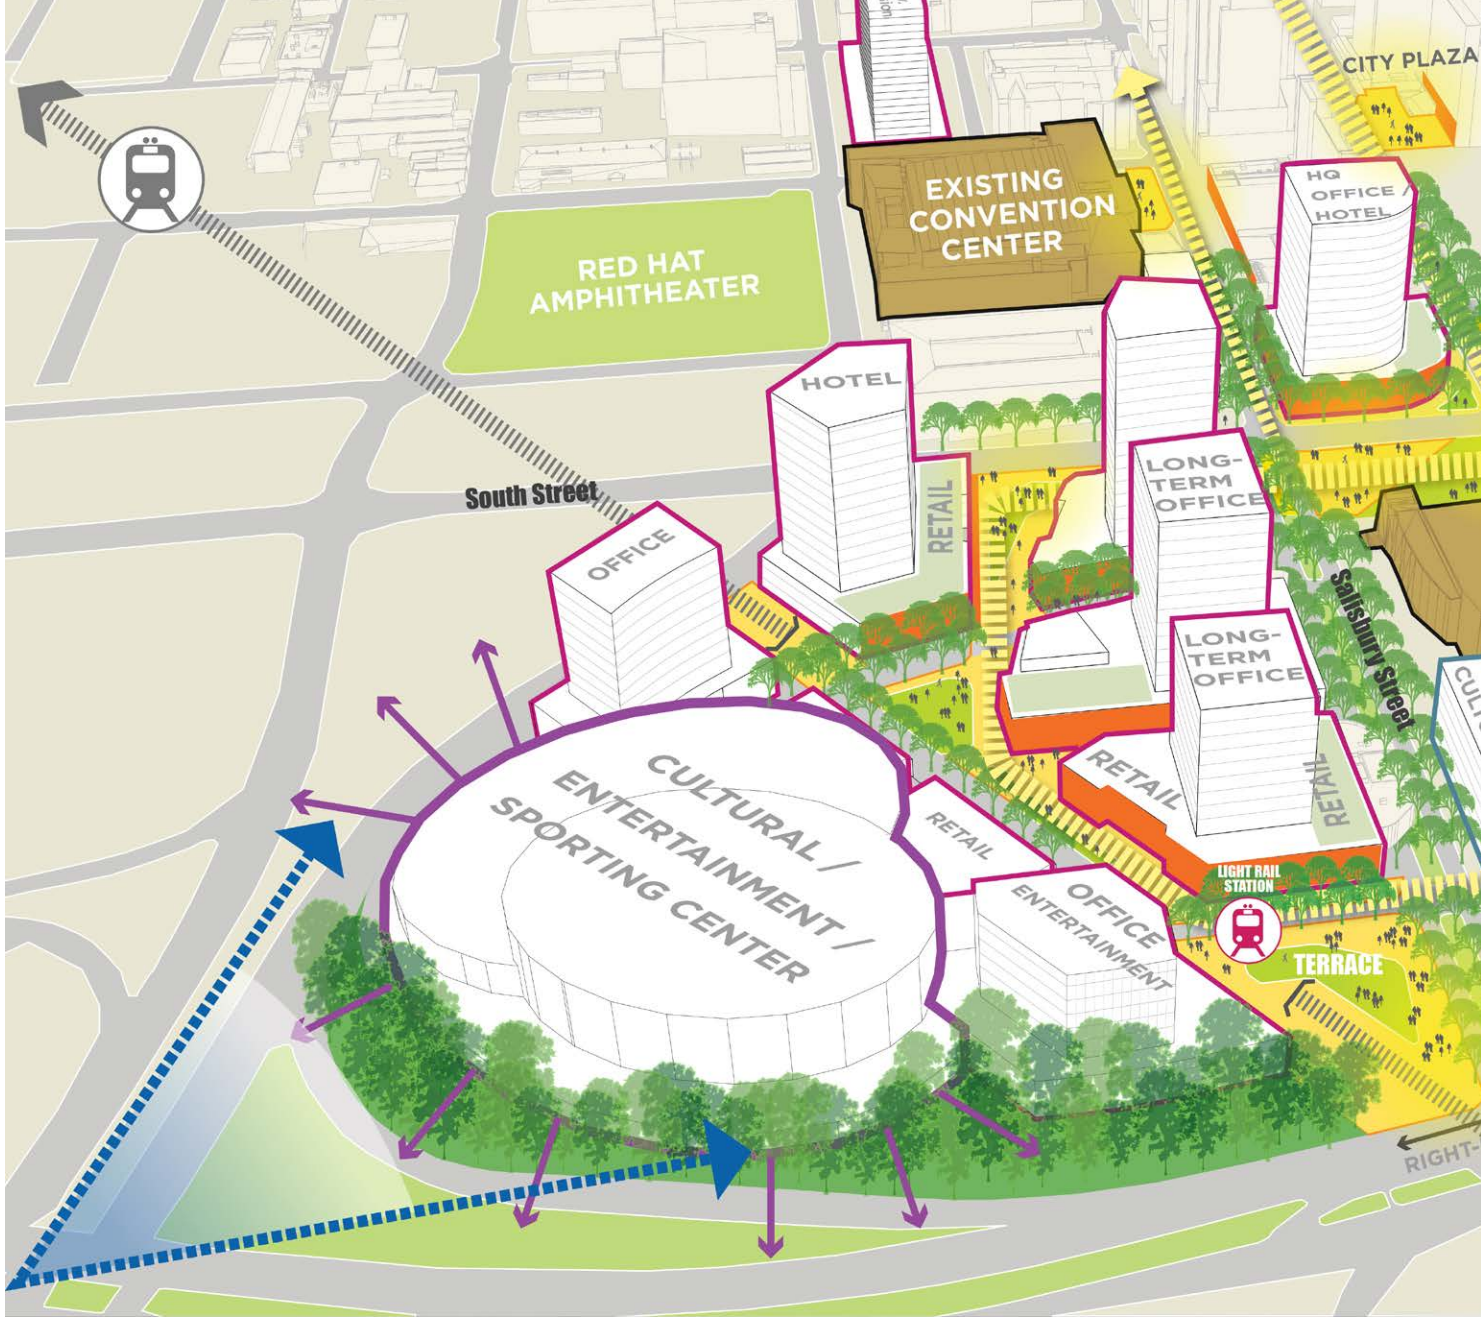 CITY PLAZA
EXISTING
CONVENTION
CENTER
HQ
OFFICE /
HOTEL
RED HAT
AMPHITHEATER
HOTEL
LONG-
TERM
OFFICE
RETAIL
South Street
OFFICE
Salisbury Street
LONG-
TERM
OFFICE
CULTURAL /
ENTERTAINMENT /
SPORTING CENTER
RETAIL
RETAIL
RETAIL
OFFICE
ENTERTAINMENT
LIGHT RAIL
STATION
TERRACE
RIGHT-